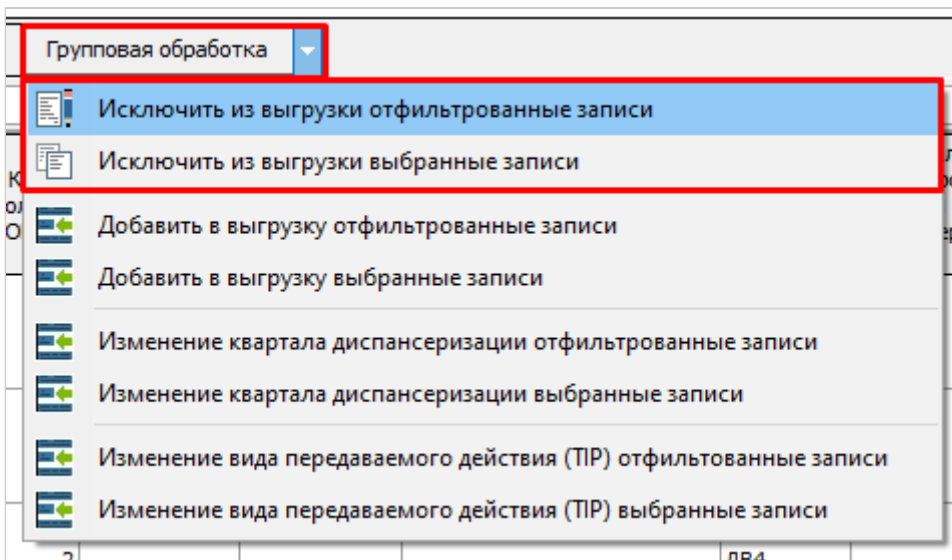 Групповая обработка
Исключить из выгрузки отфильтрованные записи
Исключить из выгрузки выбранные записи
Добавить в выгрузку отфильтрованные записи
Добавить в выгрузку выбранные записи
Изменение квартала диспансеризации отфильтрованные записи
Изменение квартала диспансеризации выбранные записи
Изменение вида передаваемого действия (TIP) отфильтованные записи
Изменение вида передаваемого действия (TIP) выбранные записи